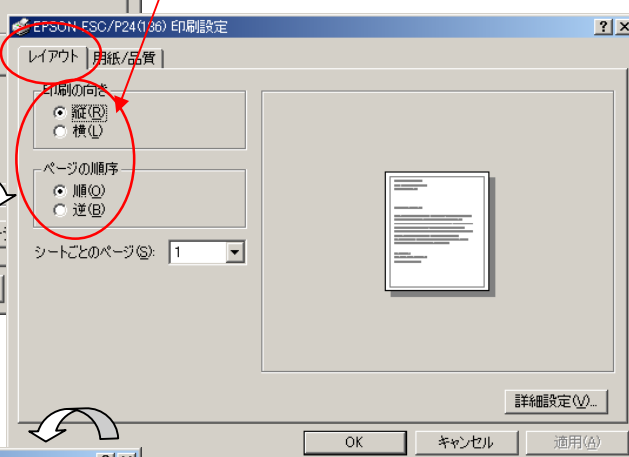 EPSON ESC/P24(136) 印刷設定
レイアウト 用紙/品質
印刷の向き
縦(R)
横(L)
ページの順序
順(O)
逆(B)
シートごとのページ(S): 1
詳細設定(V)...
OK キャンセル 適用(A)